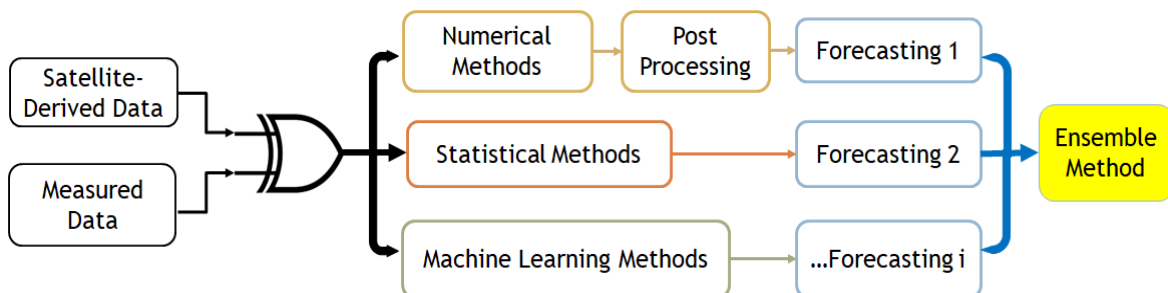 Satellite-
Derived Data
Measured
Data
Numerical
Methods
Post
Processing
Forecasting 1
Statistical Methods
Forecasting 2
Machine Learning Methods
...Forecasting i
Ensemble
Method